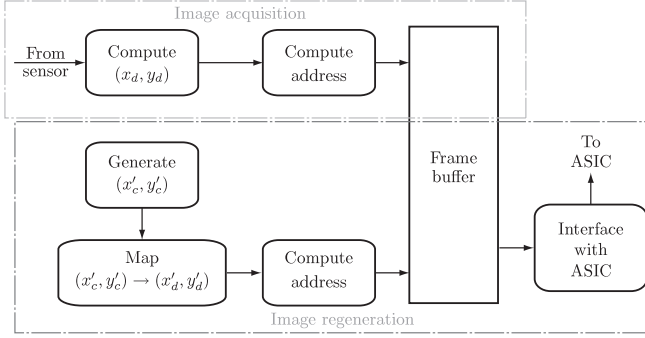 Image acquisition
From
sensor
Compute
(x_d, y_d)
Compute
address
Frame
buffer
Generate
(x'_c, y'_c)
Map
(x'_c, y'_c) → (x'_d, y'_d)
Compute
address
To
ASIC
Interface
with
ASIC
Image regeneration